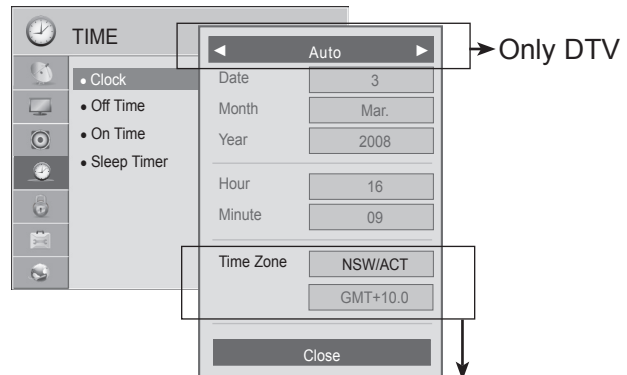 TIME
• Clock
• Off Time
• On Time
• Sleep Timer
◄ Auto ►
Only DTV
Date 3
Month Mar.
Year 2008
Hour 16
Minute 09
Time Zone NSW/ACT
GMT+10.0
Close